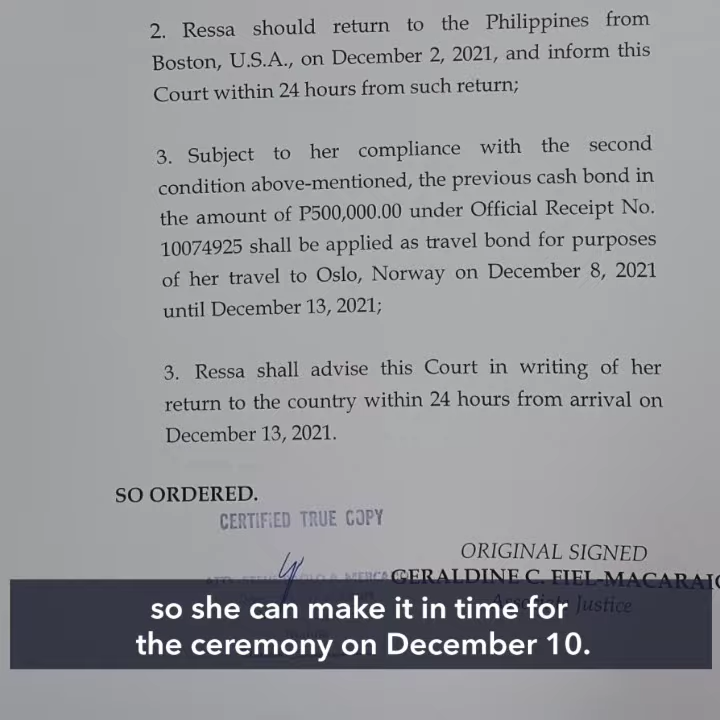 2. Ressa should return to the Philippines from
Boston, U.S.A., on December 2, 2021, and inform this
Court within 24 hours from such return;
3. Subject to her compliance with the second
condition above-mentioned, the previous cash bond in
the amount of P500,000.00 under Official Receipt No.
10074925 shall be applied as travel bond for purposes
of her travel to Oslo, Norway on December 8, 2021
until December 13, 2021;
3. Ressa shall advise this Court in writing of her
return to the country within 24 hours from arrival on
December 13, 2021.
SO ORDERED.
CERTIFIED TRUE COPY
ORIGINAL SIGNED
GERALDINE C. FIEL-MACARAIG
Associate Justice
so she can make it in time for
the ceremony on December 10.